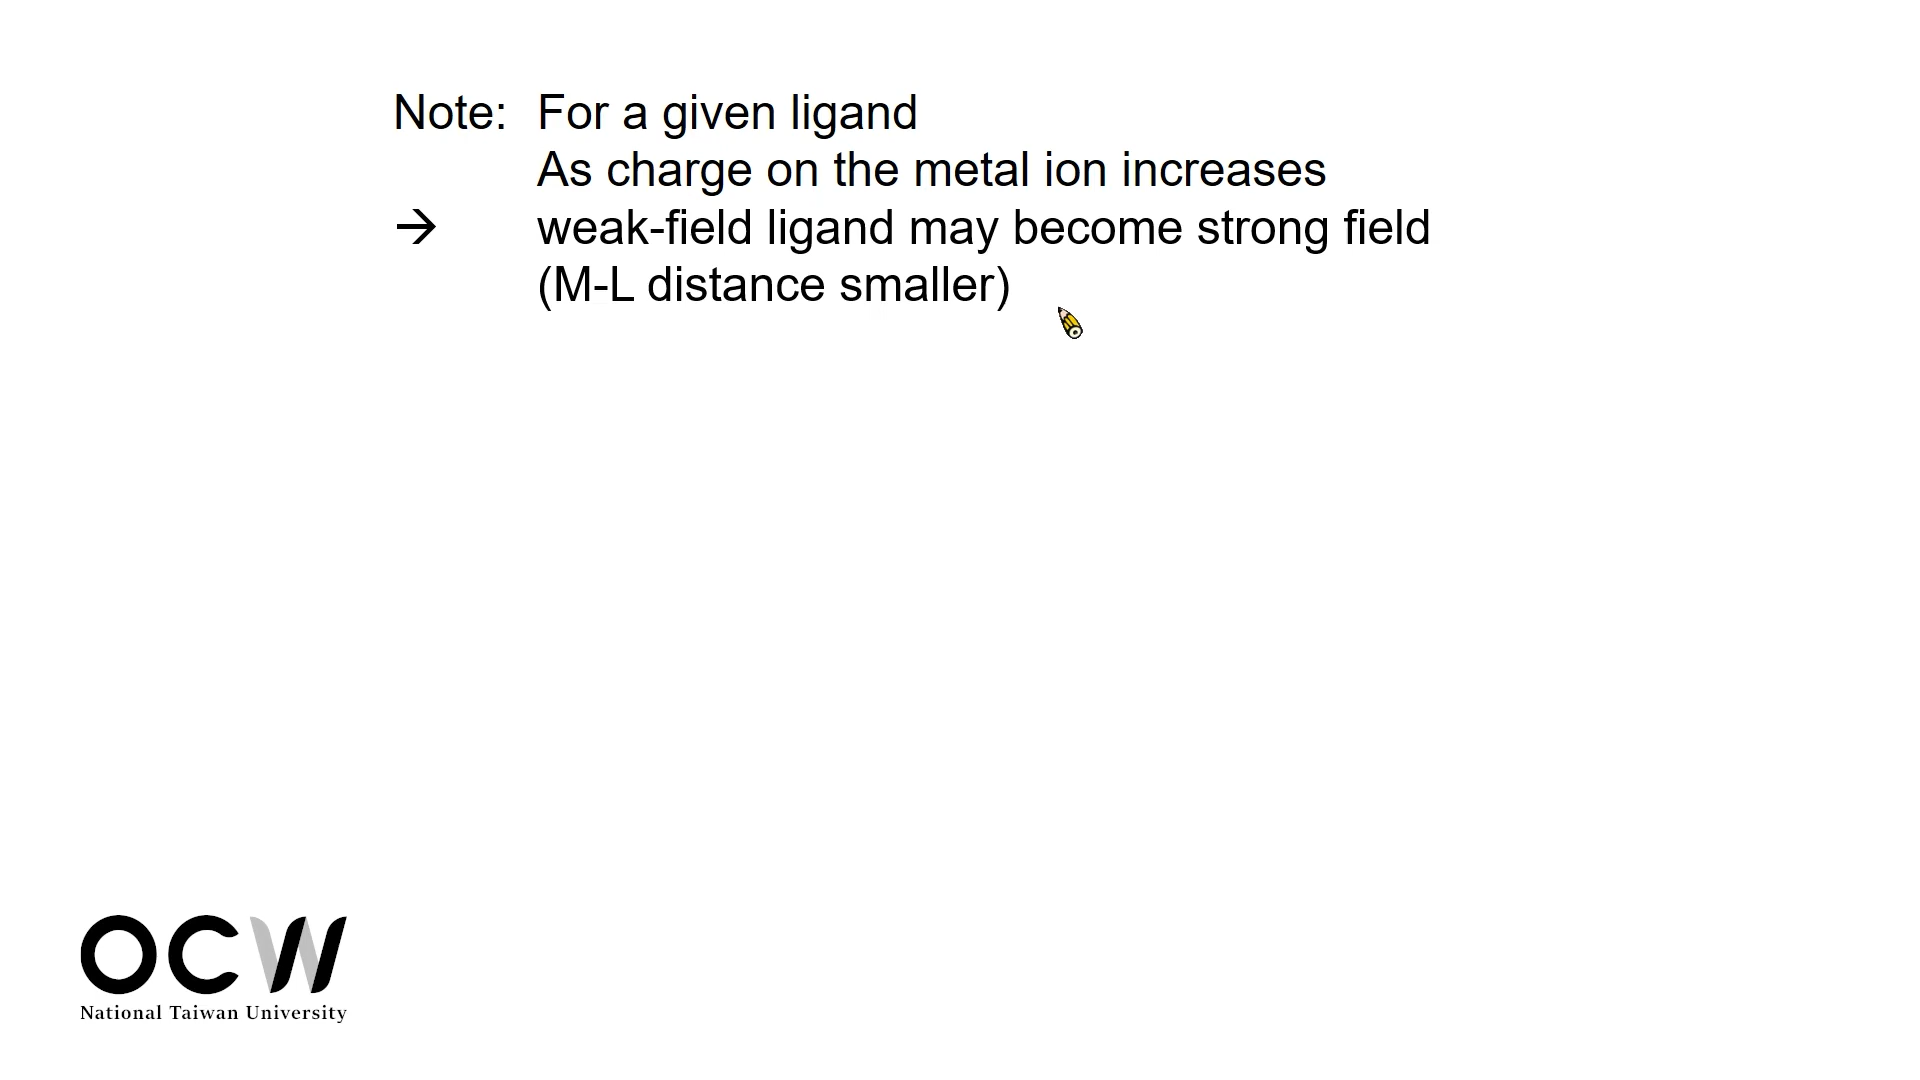 Note: For a given ligand
As charge on the metal ion increases
→ weak-field ligand may become strong field
(M-L distance smaller)
OCW
National Taiwan University